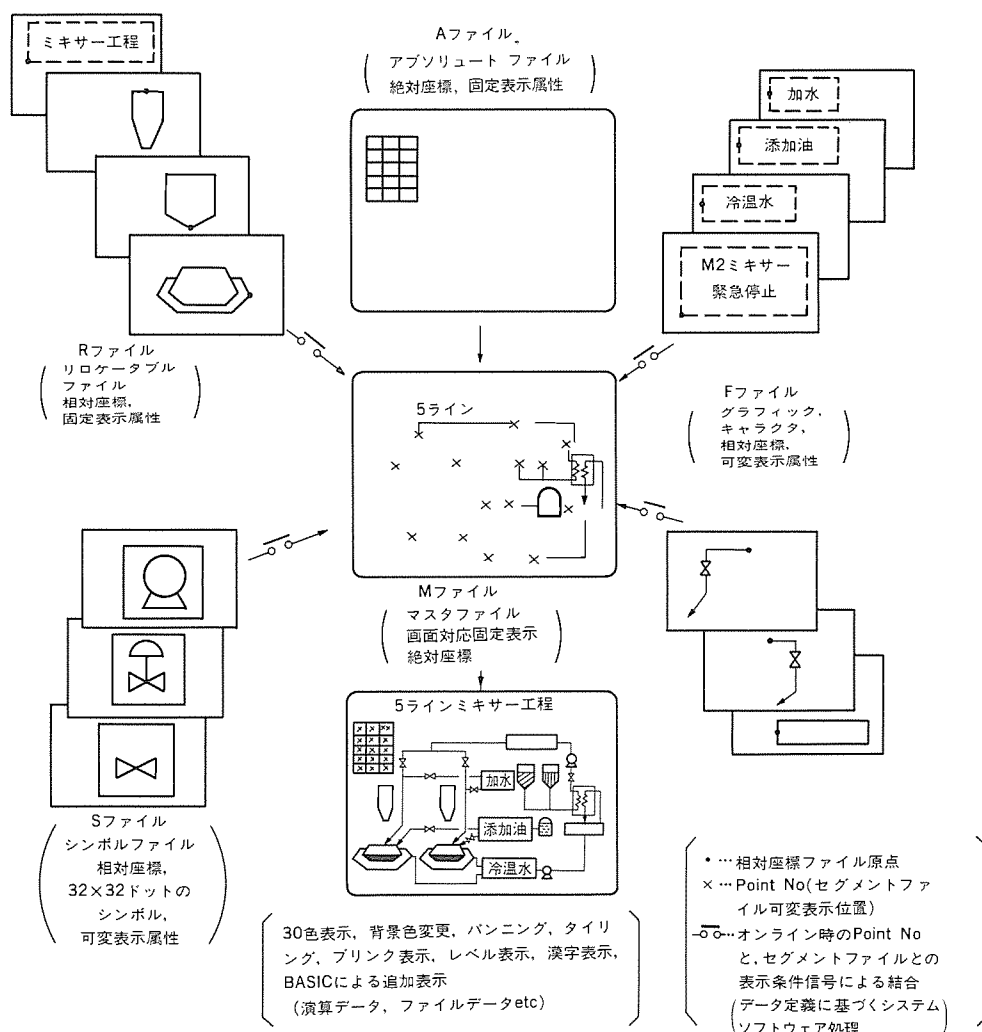 ミキサー工程
Aファイル
アブソリュート ファイル
絶対座標, 固定表示属性
加水
添加油
冷温水
M2ミキサー
緊急停止
Rファイル
リロケータブル
ファイル
相対座標,
固定表示属性
5ライン
Fファイル
グラフィック,
キャラクタ,
相対座標,
可変表示属性
Mファイル
マスタファイル
画面対応固定表示
絶対座標
5ラインミキサー工程
加水
添加油
冷温水
Sファイル
シンボルファイル
相対座標,
32×32ドットの
シンボル,
可変表示属性
30色表示, 背景色変更, パンニング, タイリ
ング, ブリンク表示, レベル表示, 漢字表示,
BASICによる追加表示
(演算データ, ファイルデータetc)
• …相対座標ファイル原点
× …Point No(セグメントファ
イル可変表示位置)
…オンライン時のPoint No
と, セグメントファイルとの
表示条件信号による結合
(データ定義に基づくシステム
ソフトウェア処理)